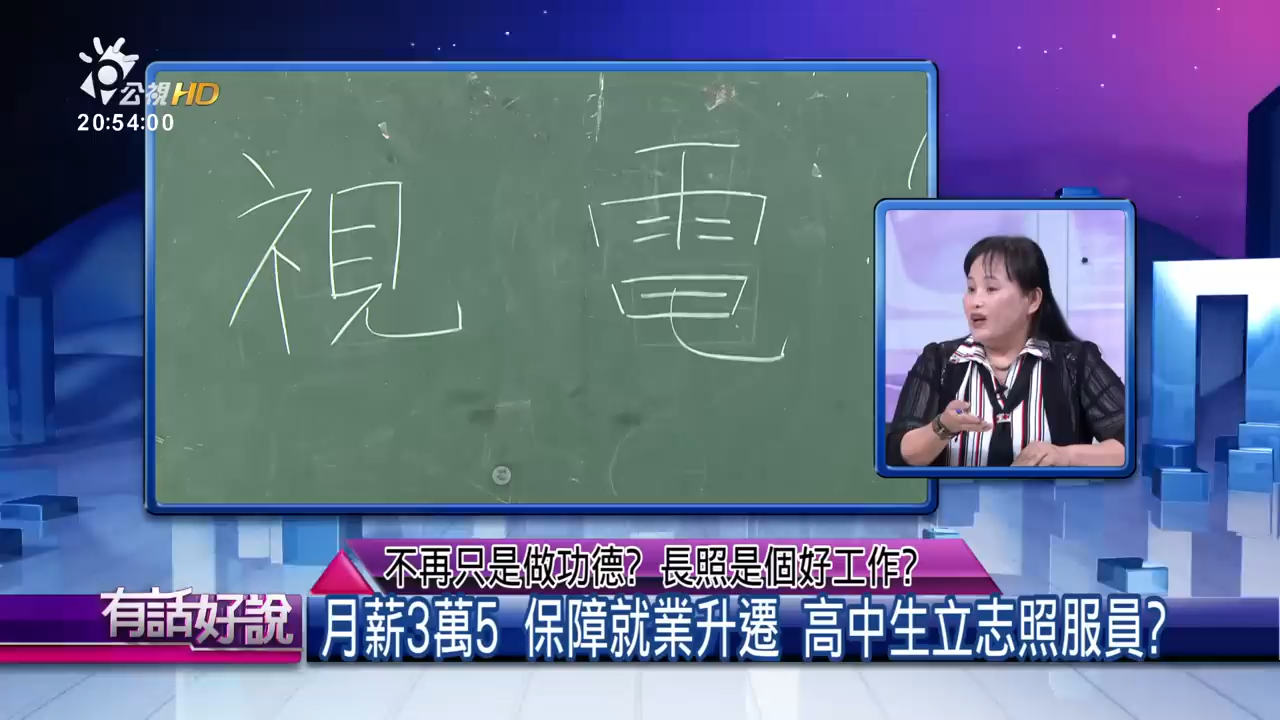 公視HD
20:54:00
視 電
不再只是做功德? 長照是個好工作?
有話好說
月薪3萬5 保障就業升遷 高中生立志照服員?